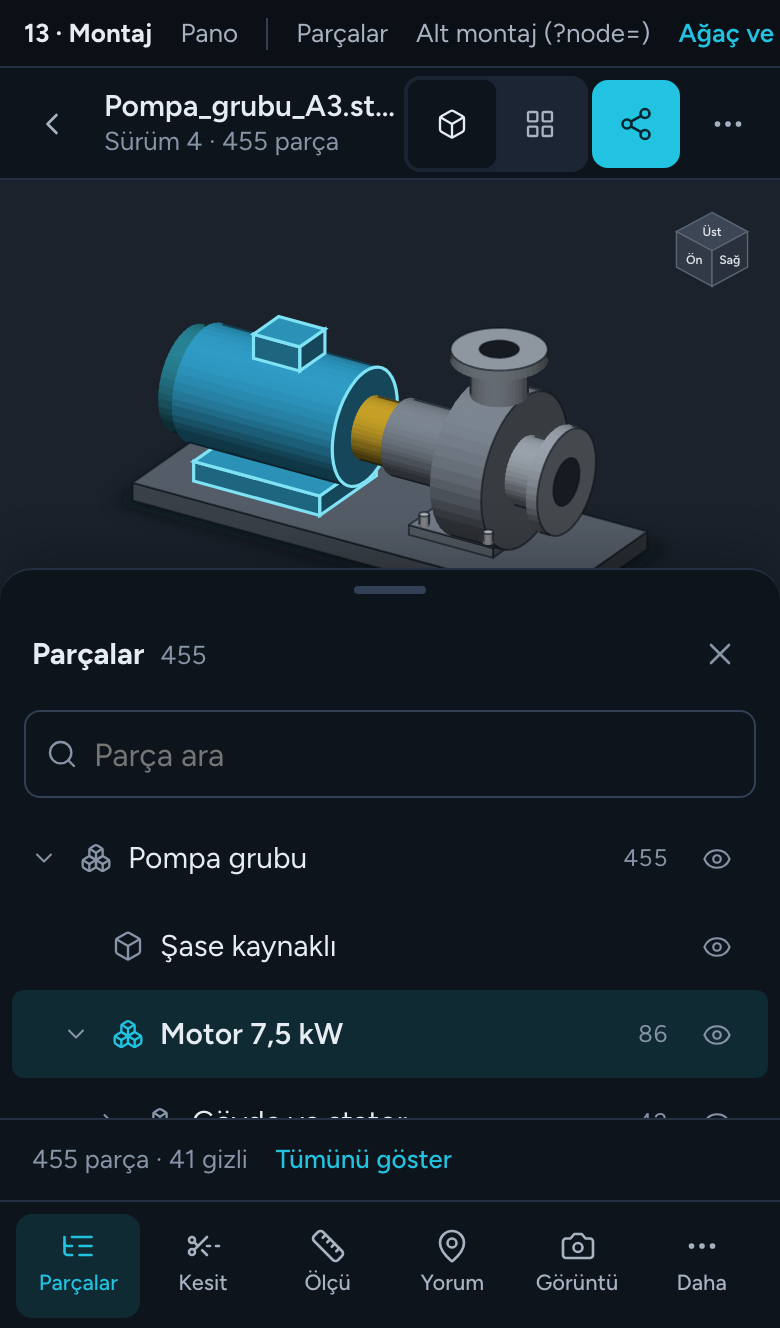 13 · Montaj Pano Parçalar Alt montaj (?node=) Ağaç ve
Pompa_grubu_A3.st...
Sürüm 4 · 455 parça
Üst
Ön Sağ
Parçalar 455
Parça ara
Pompa grubu 455
Şase kaynaklı
Motor 7,5 kW 86
455 parça · 41 gizli Tümünü göster
Parçalar Kesit Ölçü Yorum Görüntü Daha